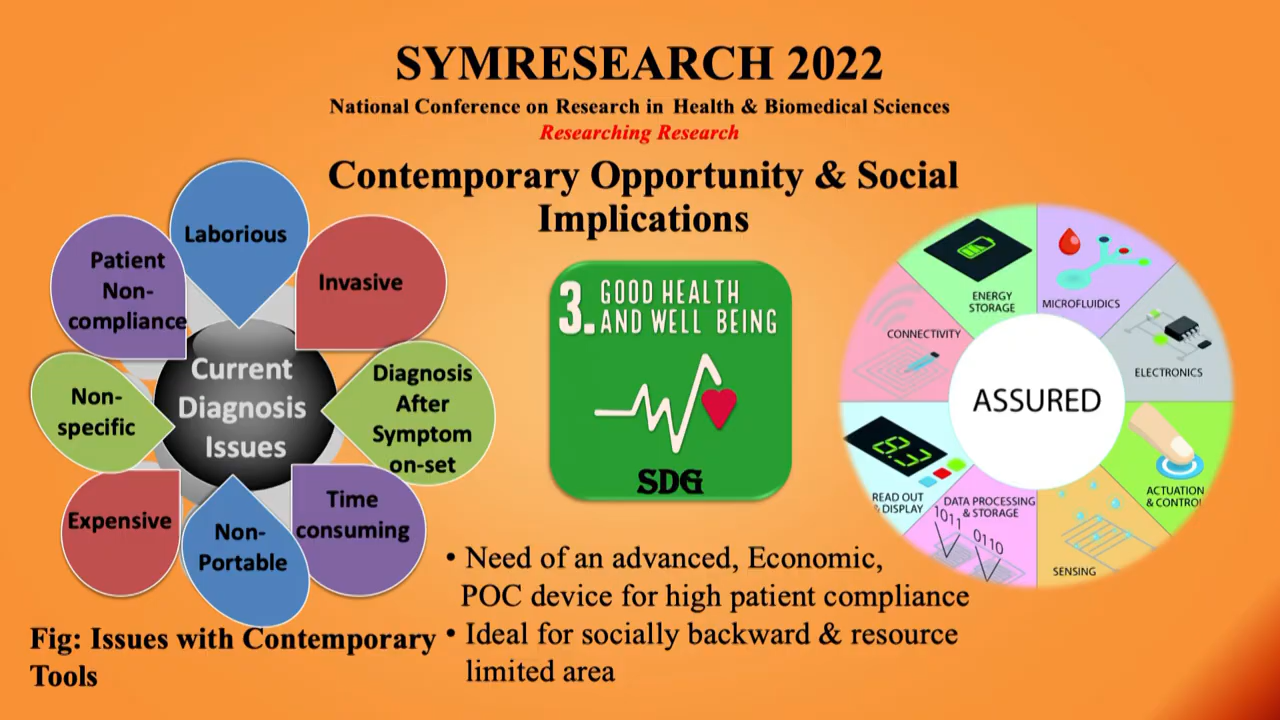 SYMRESEARCH 2022
National Conference on Research in Health & Biomedical Sciences
Researching Research
Contemporary Opportunity & Social
Implications
Laborious
Invasive
Diagnosis
After
Symptom
on-set
Time
consuming
Non-
Portable
Expensive
Non-
specific
Patient
Non-
compliance
Current
Diagnosis
Issues
Fig: Issues with Contemporary
Tools
3. GOOD HEALTH
AND WELL BEING
SDG
• Need of an advanced, Economic,
POC device for high patient compliance
• Ideal for socially backward & resource
limited area
ASSURED
ENERGY
STORAGE
MICROFLUIDICS
ELECTRONICS
ACTUATION
& CONTROL
SENSING
DATA PROCESSING
& STORAGE
1011
0110
READ OUT
& DISPLAY
8.3
CONNECTIVITY